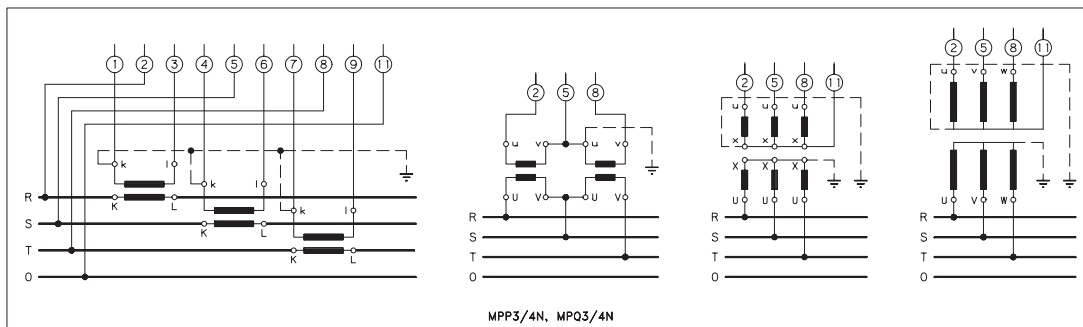 1 2 3 4 5 6 7 8 9 11
k l
k l
k l
R K L
S K L
T K L
O
2 5 8
u v u v
U V U V
R
S
T
O
2 5 8 11
u u u
x x x
X X X
U U U
R
S
T
O
2 5 8 11
u v w
U V W
R
S
T
O
MPP3/4N, MPQ3/4N